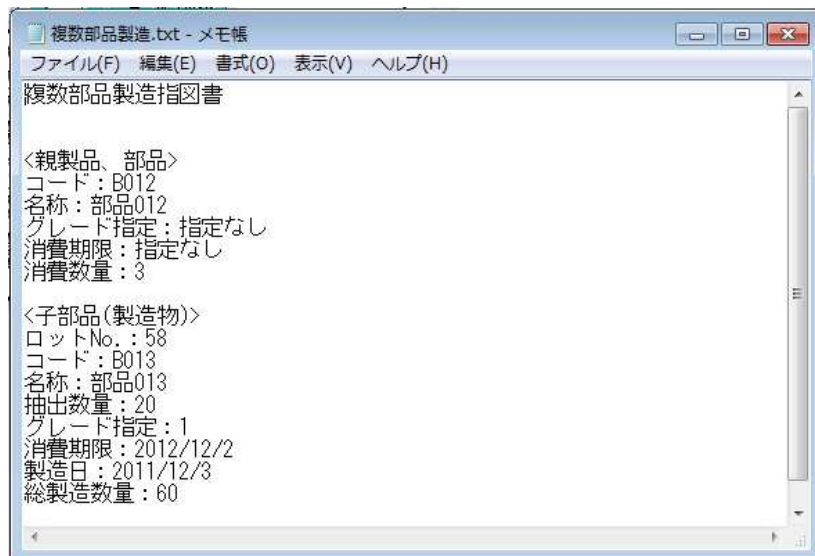 複数部品製造.txt - メモ帳
ファイル(F) 編集(E) 書式(O) 表示(V) ヘルプ(H)
複数部品製造指図書
<親製品、部品>
コード：B012
名称：部品012
グレード指定：指定なし
消費期限：指定なし
消費数量：3
<子部品(製造物)>
ロットNo.：58
コード：B013
名称：部品013
抽出数量：20
グレード指定：1
消費期限：2012/12/2
製造日：2011/12/3
総製造数量：60